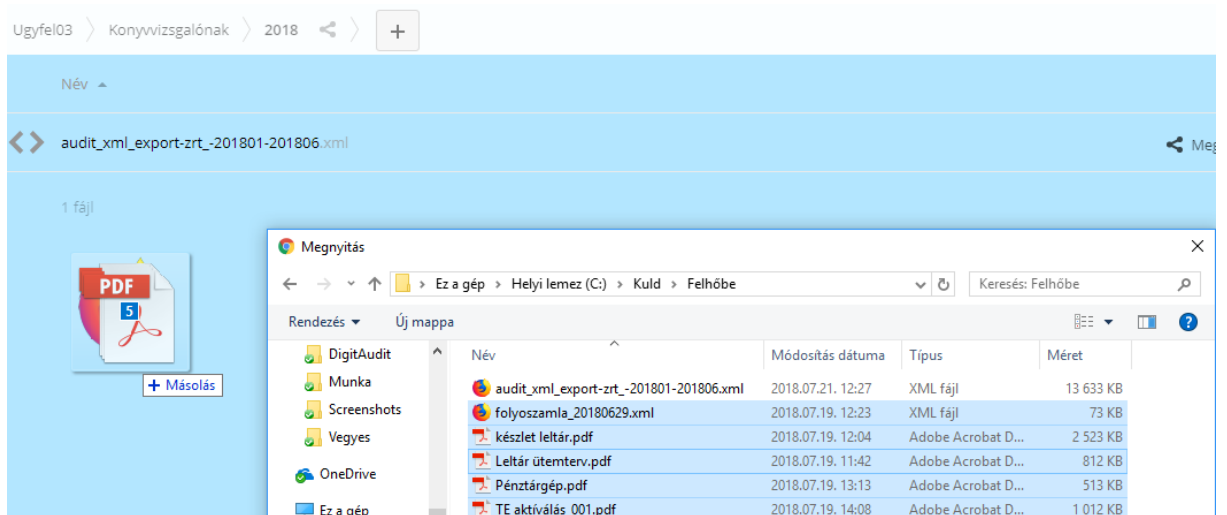 Ugyfel03 Konyvvizsgalónak 2018 +
Név
audit_xml_export-zrt_-201801-201806.xml
1 fájl
PDF
5
Másolás
Megnyitás
Ez a gép > Helyi lemez (C:) > Kuld > Felhőbe
Keresés: Felhőbe
Rendezés Új mappa
DigitAudit
Munka
Screenshots
Vegyes
OneDrive
Ez a gép
Név Módosítás dátuma Típus Méret
audit_xml_export-zrt_-201801-201806.xml 2018.07.21. 12:27 XML fájl 13 633 KB
folyoszamla_20180629.xml 2018.07.19. 12:23 XML fájl 73 KB
készlet leltár.pdf 2018.07.19. 12:04 Adobe Acrobat D... 2 523 KB
Leltár ütemterv.pdf 2018.07.19. 11:42 Adobe Acrobat D... 812 KB
Pénztárgép.pdf 2018.07.19. 13:13 Adobe Acrobat D... 513 KB
TE aktíválás 001.pdf 2018.07.19. 14:08 Adobe Acrobat D... 1 012 KB